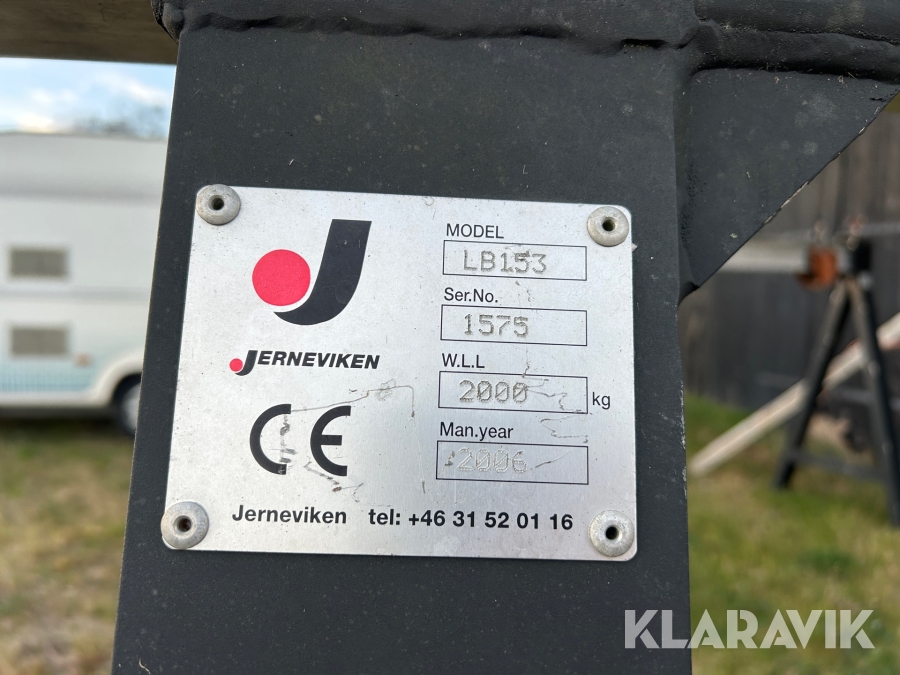 MODEL
LB153
Ser.No.
1575
JERNEVIKEN
W.L.L
2000 kg
CE
Man.year
2006
Jerneviken tel: +46 31 52 01 16
KLARAVIK